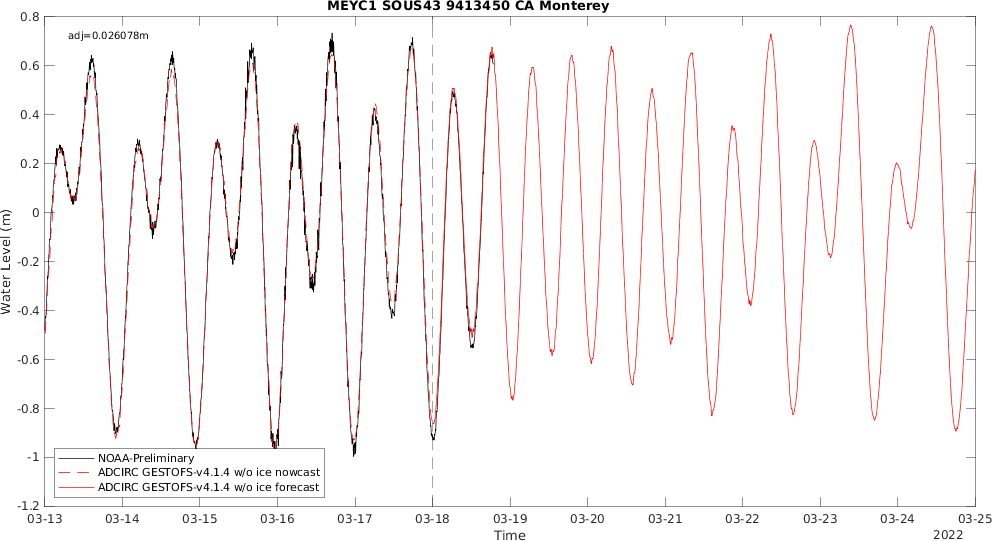 MEYC1 SOUS43 9413450 CA Monterey
adj=0.026078m
0.8
0.6
0.4
0.2
0
-0.2
-0.4
-0.6
-0.8
-1
-1.2
Water Level (m)
NOAA-Preliminary
ADCIRC GESTOFS-v4.1.4 w/o ice nowcast
ADCIRC GESTOFS-v4.1.4 w/o ice forecast
03-13 03-14 03-15 03-16 03-17 03-18 03-19 03-20 03-21 03-22 03-23 03-24 03-25
Time
2022